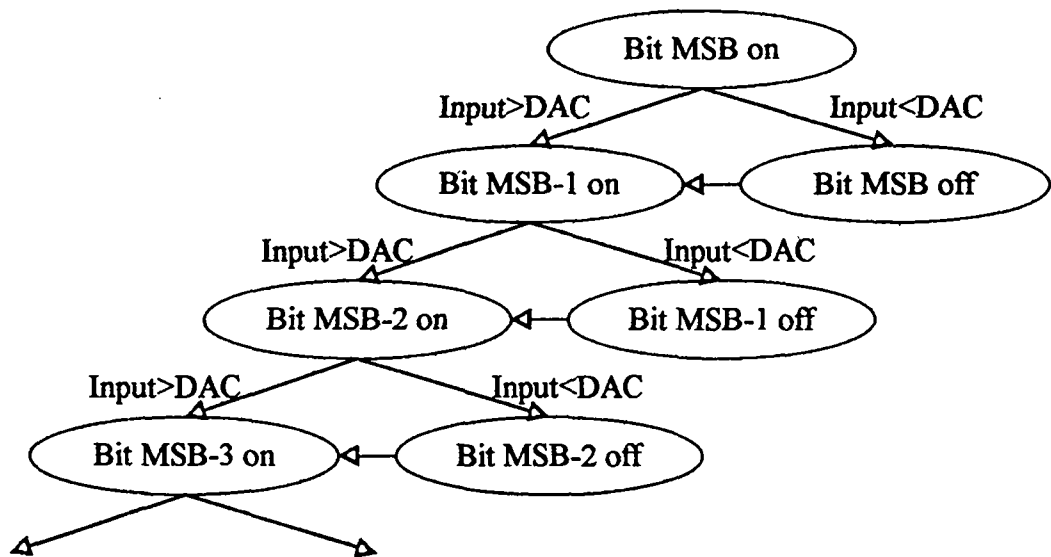 Bit MSB on
Input>DAC
Input<DAC
Bit MSB-1 on
Bit MSB off
Input>DAC
Input<DAC
Bit MSB-2 on
Bit MSB-1 off
Input>DAC
Input<DAC
Bit MSB-3 on
Bit MSB-2 off